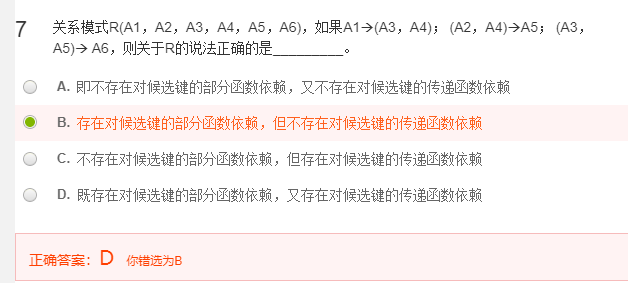 7 关系模式R(A1，A2，A3，A4，A5，A6)，如果A1→(A3，A4)； (A2，A4)→A5； (A3，
A5)→ A6，则关于R的说法正确的是_________。
A. 即不存在对候选键的部分函数依赖，又不存在对候选键的传递函数依赖
B. 存在对候选键的部分函数依赖，但不存在对候选键的传递函数依赖
C. 不存在对候选键的部分函数依赖，但存在对候选键的传递函数依赖
D. 既存在对候选键的部分函数依赖，又存在对候选键的传递函数依赖
正确答案：D 你错选为B